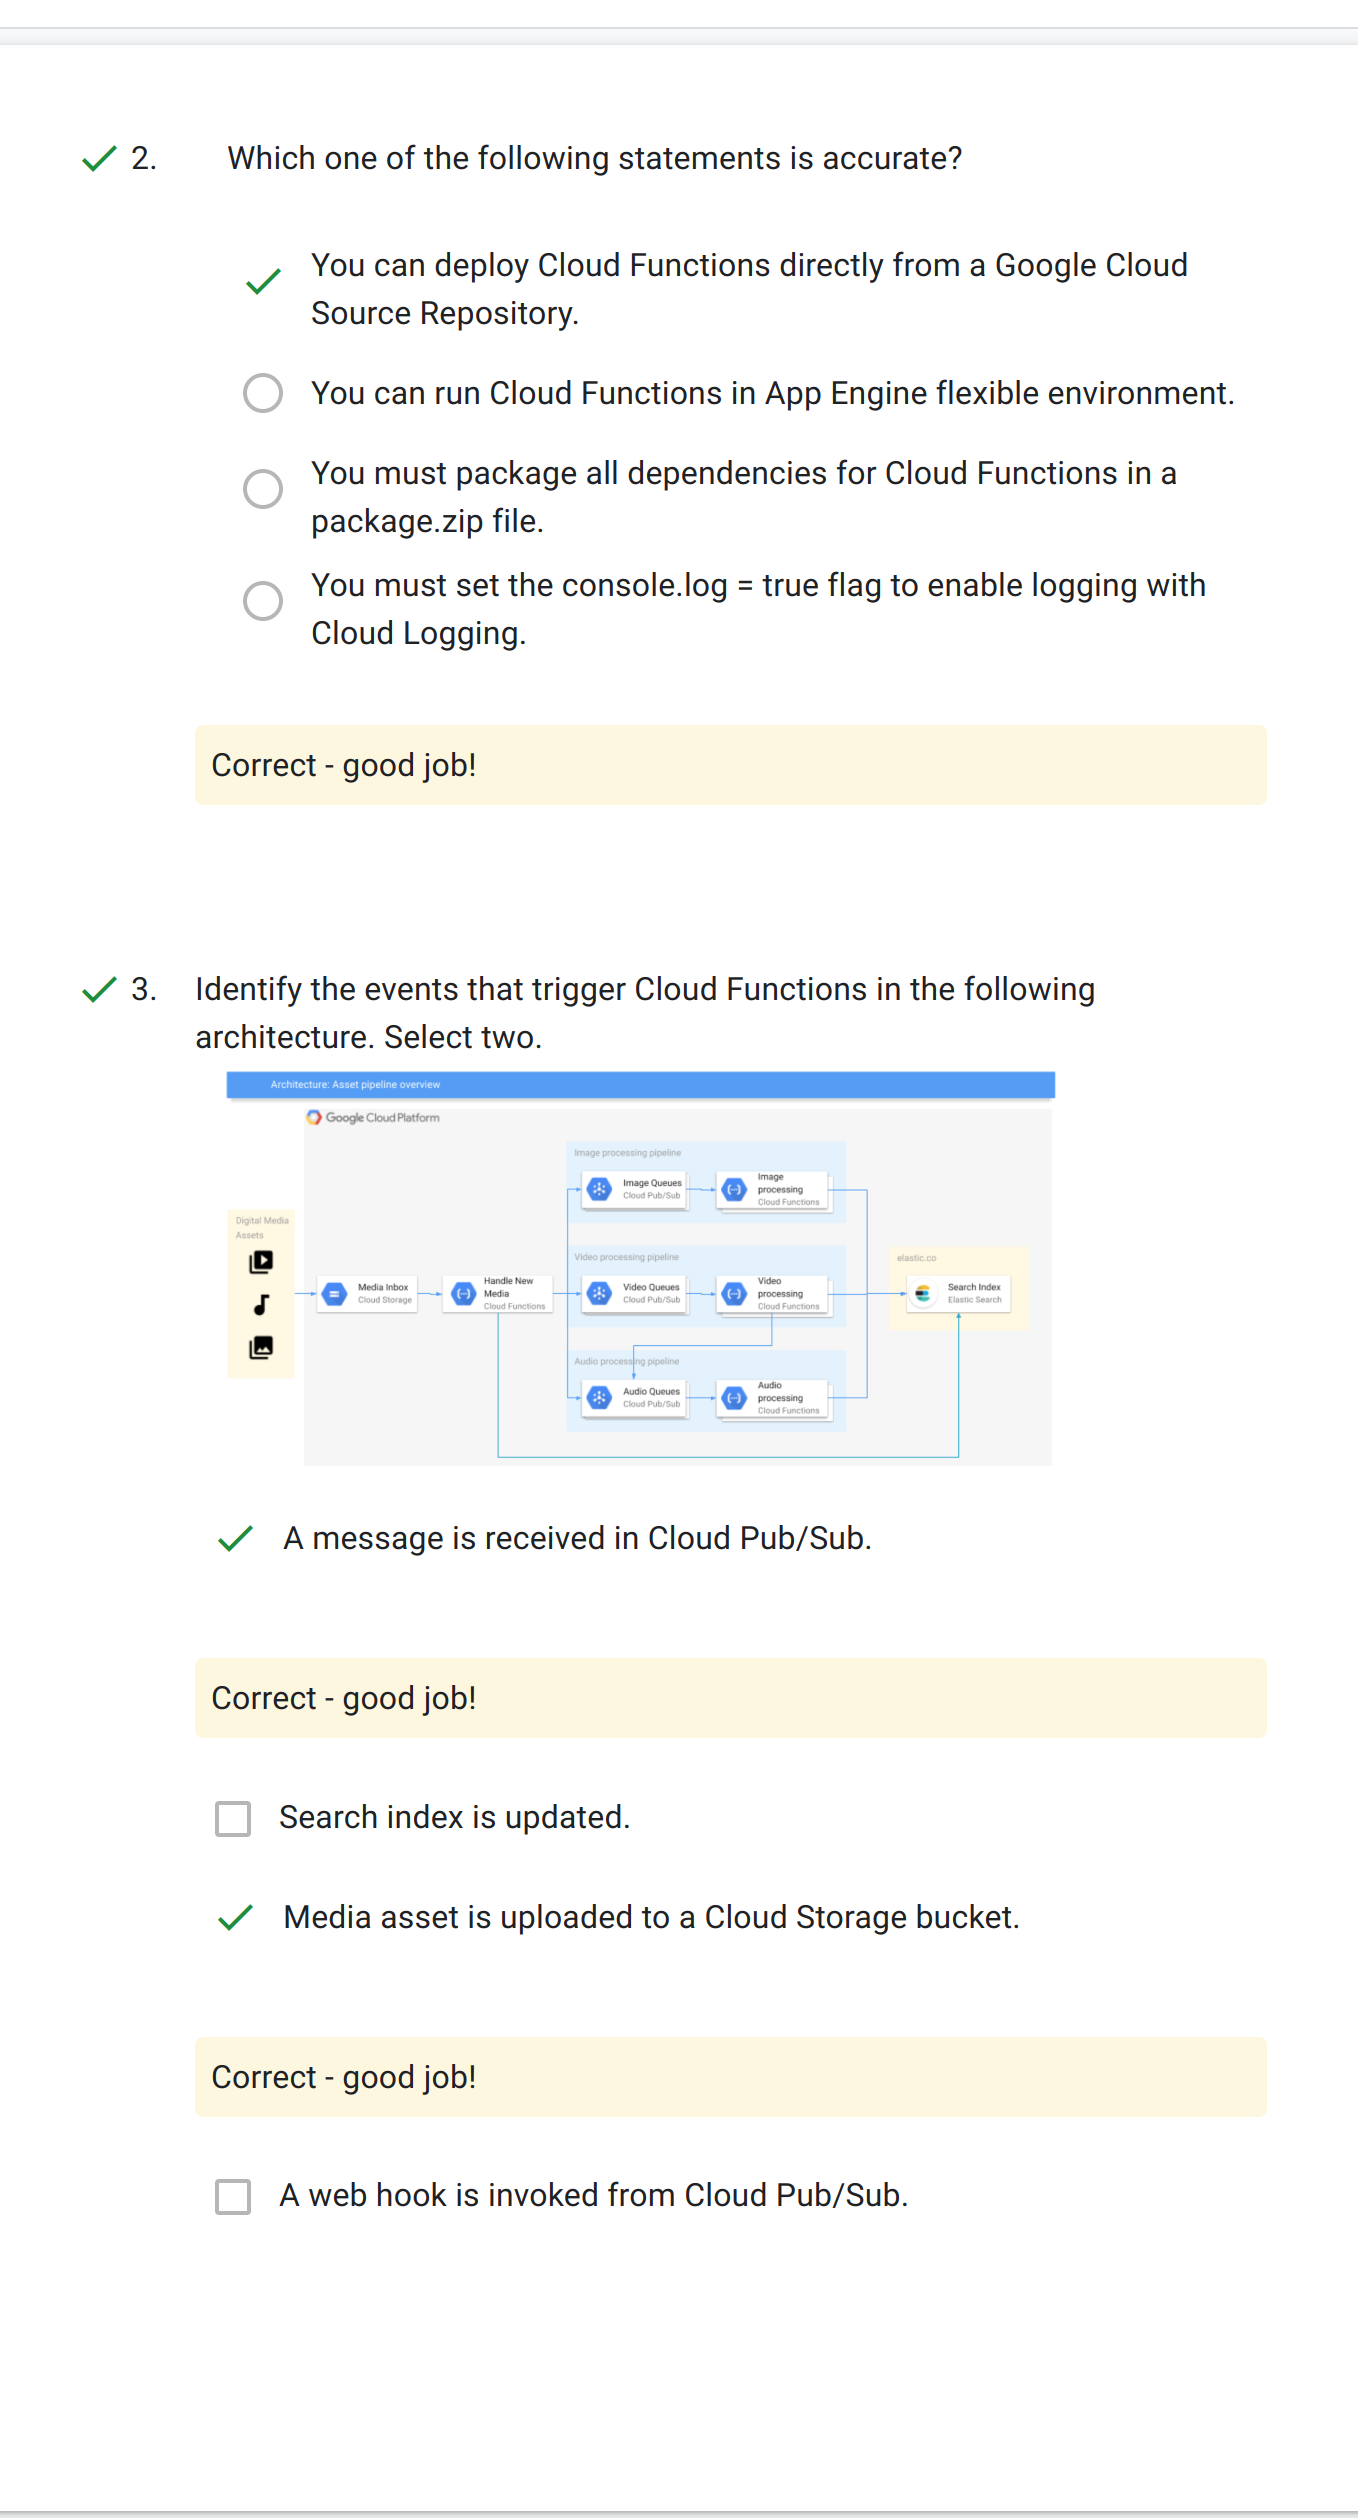 2. Which one of the following statements is accurate?
You can deploy Cloud Functions directly from a Google Cloud
Source Repository.
You can run Cloud Functions in App Engine flexible environment.
You must package all dependencies for Cloud Functions in a
package.zip file.
You must set the console.log = true flag to enable logging with
Cloud Logging.
Correct - good job!
3. Identify the events that trigger Cloud Functions in the following
architecture. Select two.
Architecture: Asset pipeline overview
Google Cloud Platform
Digital Media
Assets
Media Inbox
Cloud Storage
Handle New
Media
Cloud Functions
Image processing pipeline
Image Queues
Cloud Pub/Sub
Image
processing
Cloud Functions
Video processing pipeline
Video Queues
Cloud Pub/Sub
Video
processing
Cloud Functions
Audio processing pipeline
Audio Queues
Cloud Pub/Sub
Audio
processing
Cloud Functions
elastic.co
Search Index
Elastic Search
A message is received in Cloud Pub/Sub.
Correct - good job!
Search index is updated.
Media asset is uploaded to a Cloud Storage bucket.
Correct - good job!
A web hook is invoked from Cloud Pub/Sub.